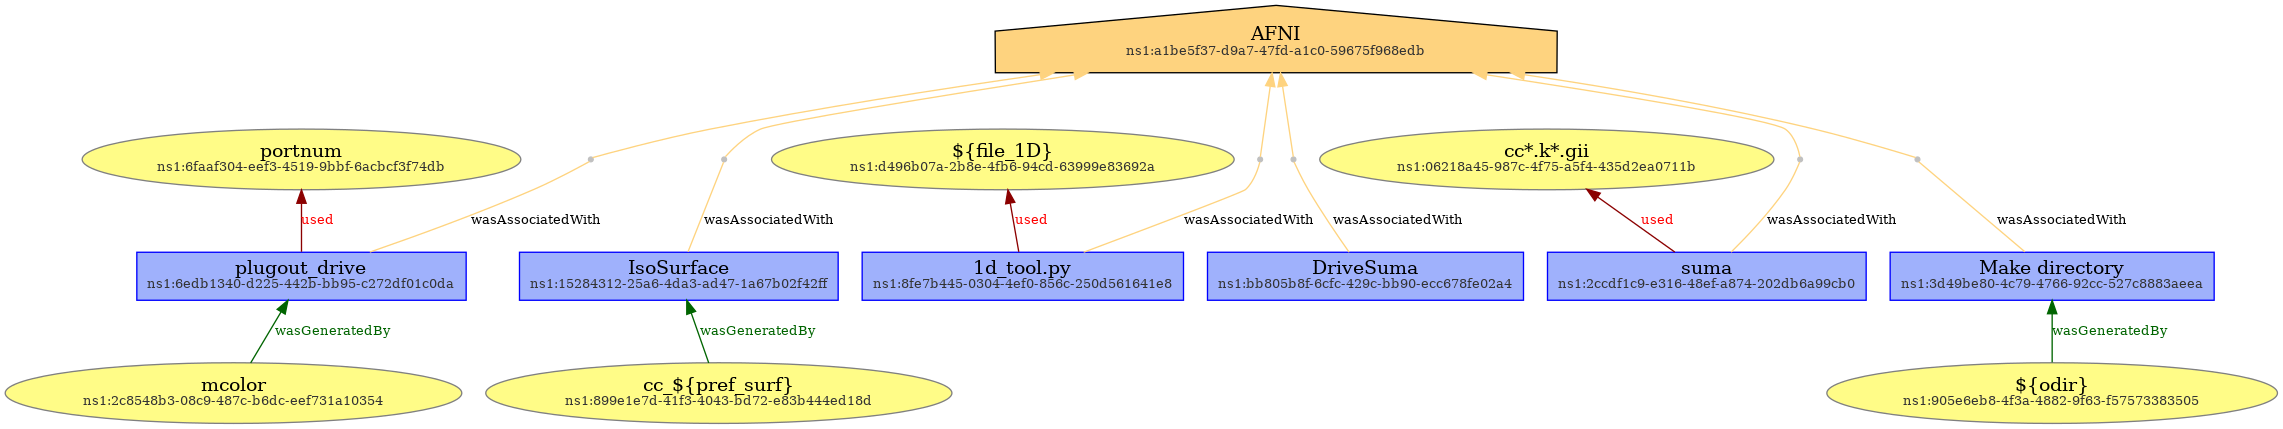 AFNI
ns1:a1be5f37-d9a7-47fd-a1c0-59675f968edb
portnum
ns1:6faaf304-eef3-4519-9bbf-6acbcf3f74db
${file_1D}
ns1:d496b07a-2b8e-4fb6-94cd-63999e83692a
cc*.k*.gii
ns1:06218a45-987c-4f75-a5f4-435d2ea0711b
used
wasAssociatedWith
wasAssociatedWith
used
wasAssociatedWith
wasAssociatedWith
used
wasAssociatedWith
wasAssociatedWith
plugout_drive
ns1:6edb1340-d225-442b-bb95-c272df01c0da
IsoSurface
ns1:15284312-25a6-4da3-ad47-1a67b02f42ff
1d_tool.py
ns1:8fe7b445-0304-4ef0-856c-250d561641e8
DriveSuma
ns1:bb805b8f-6cfc-429c-bb90-ecc678fe02a4
suma
ns1:2ccdf1c9-e316-48ef-a874-202db6a99cb0
Make directory
ns1:3d49be80-4c79-4766-92cc-527c8883aeea
wasGeneratedBy
wasGeneratedBy
wasGeneratedBy
mcolor
ns1:2c8548b3-08c9-487c-b6dc-eef731a10354
cc_${pref_surf}
ns1:899e1e7d-41f3-4043-bd72-e83b444ed18d
${odir}
ns1:905e6eb8-4f3a-4882-9f63-f57573383505